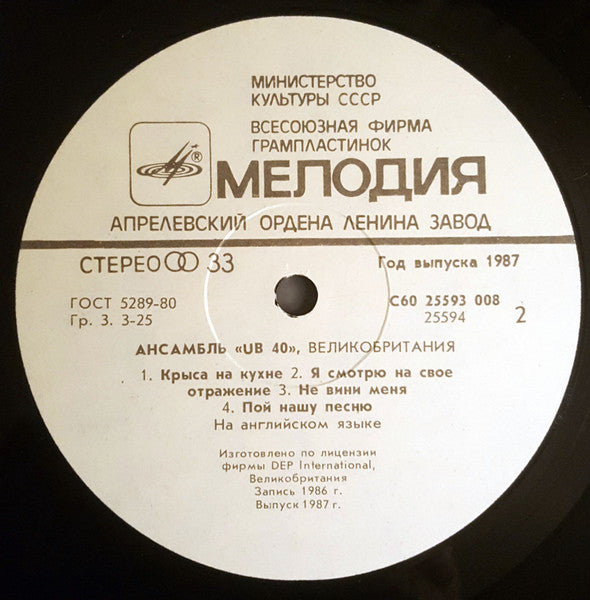 МИНИСТЕРСТВО
КУЛЬТУРЫ СССР
ВСЕСОЮЗНАЯ ФИРМА
ГРАМПЛАСТИНОК
®
МЕЛОДИЯ
АПРЕЛЕВСКИЙ ОРДЕНА ЛЕНИНА ЗАВОД
СТЕРЕО 33
Год выпуска 1987
ГОСТ 5289-80
С60 25593 008
Гр. 3. 3-25
25594
2
АНСАМБЛЬ «UB 40», ВЕЛИКОБРИТАНИЯ
1. Крыса на кухне 2. Я смотрю на свое
отражение 3. Не вини меня
4. Пой нашу песню
На английском языке
Изготовлено по лицензии
фирмы DEP International,
Великобритания
Запись 1986 г.
Выпуск 1987 г.